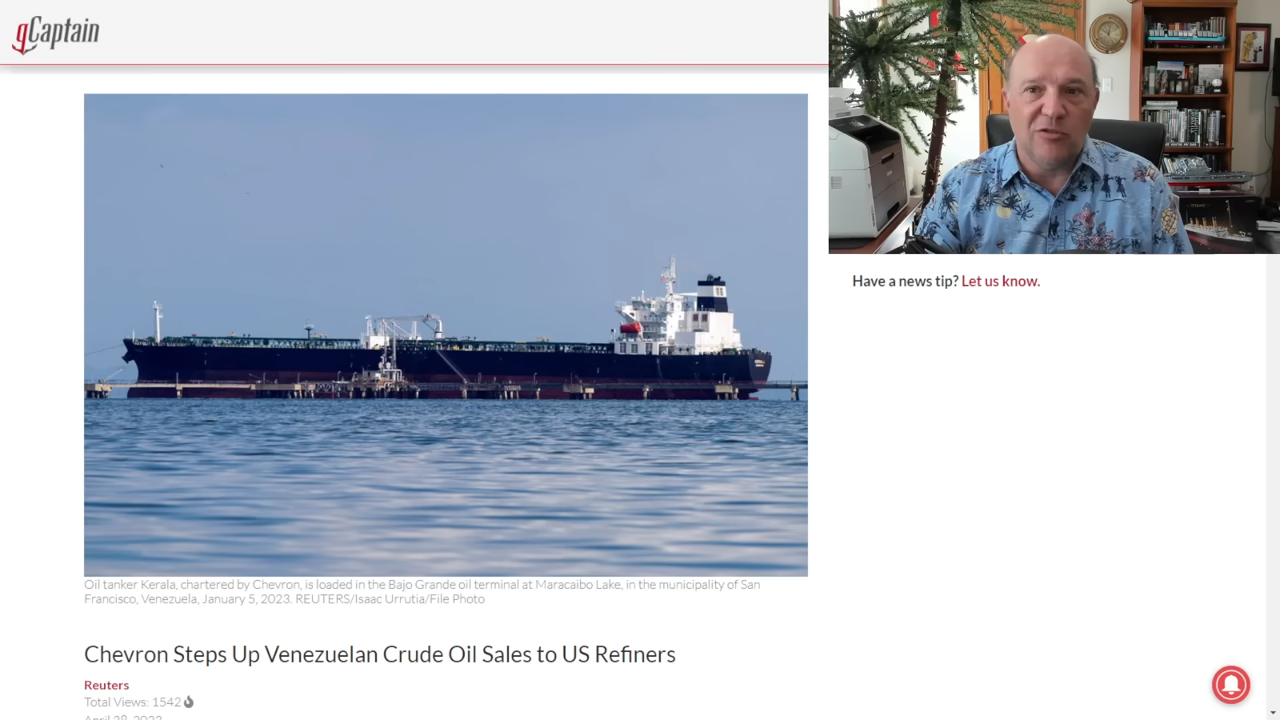 gCaptain
Have a news tip? Let us know.
Oil tanker Kerala, chartered by Chevron, is loaded in the Bajo Grande oil terminal at Maracaibo Lake, in the municipality of San
Francisco, Venezuela, January 5, 2023. REUTERS/Isaac Urrutia/File Photo
Chevron Steps Up Venezuelan Crude Oil Sales to US Refiners
Reuters
Total Views: 1542